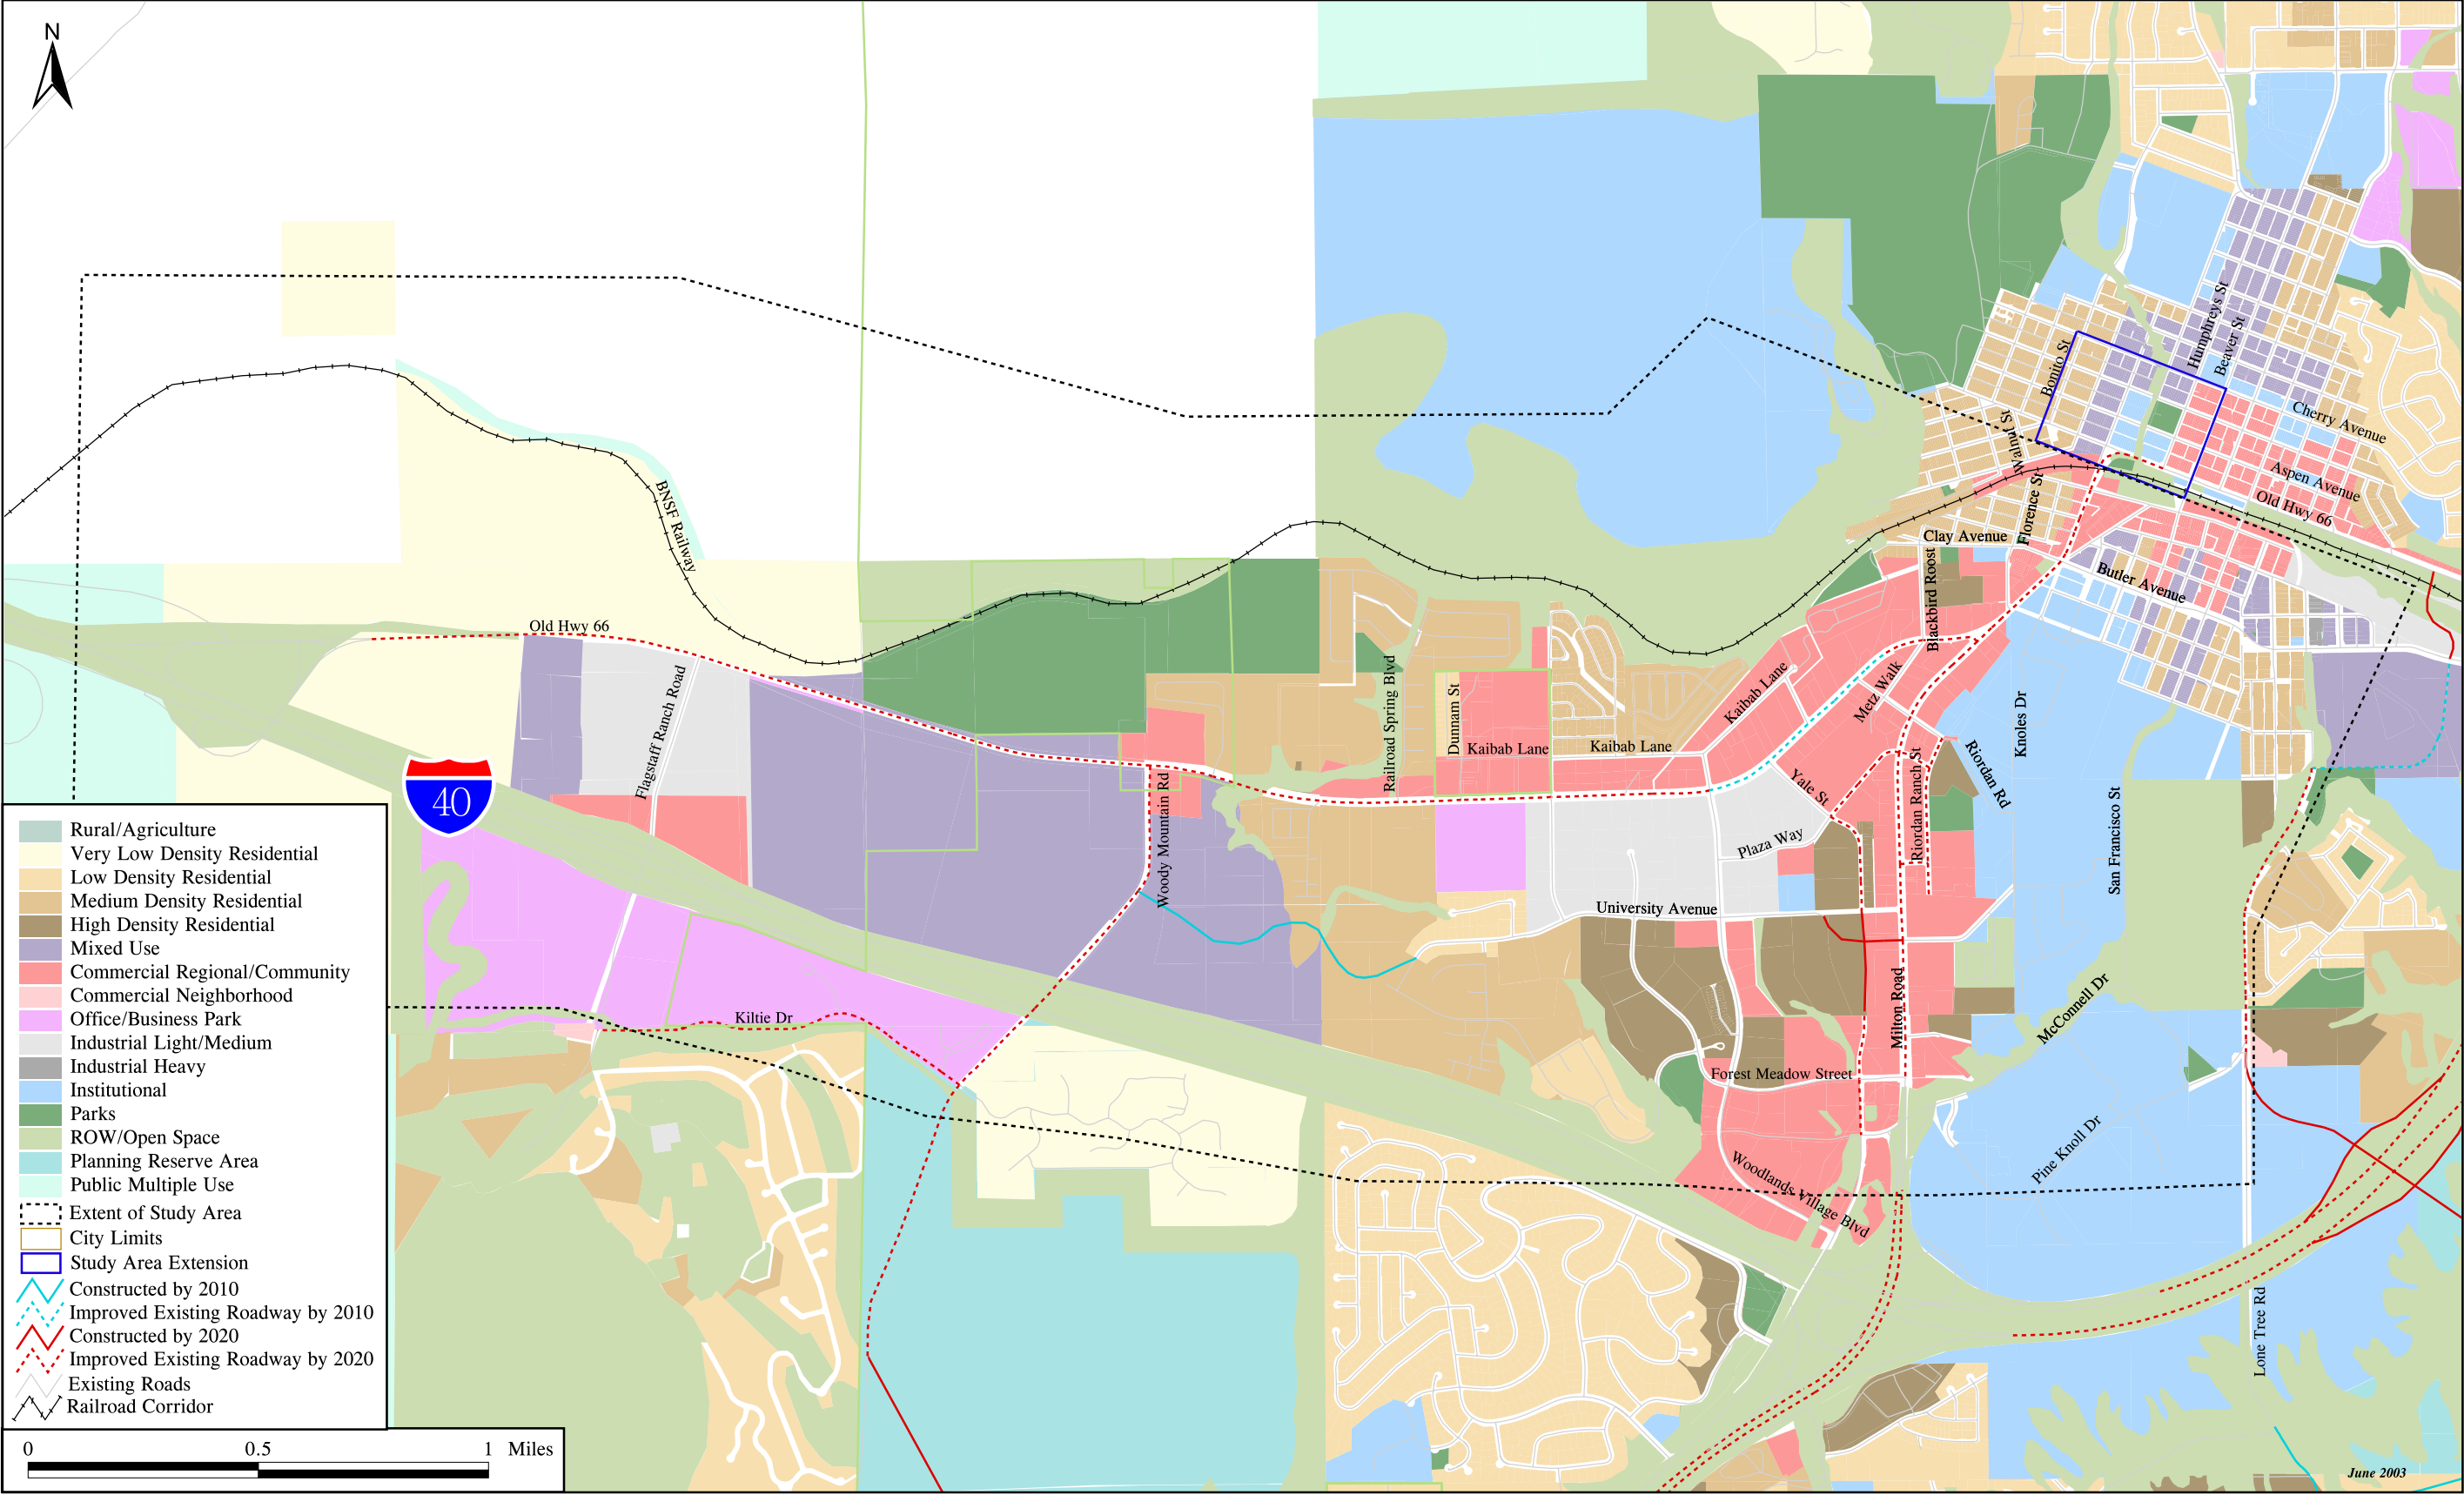 N
Humphreys St
Beaver St
Bonito St
Cherry Avenue
Walnut St
Aspen Avenue
Old Hwy 66
Florence St
BNSF Railway
Clay Avenue
Blackbird Roost
Butler Avenue
Old Hwy 66
Flagstaff Ranch Road
Railroad Spring Blvd
Dunnam St
Kaibab Lane
Kaibab Lane
Kaibab Lane
Metz Walk
Knoles Dr
Riordan Rd
Riordan Ranch St
Yale St
Plaza Way
San Francisco St
Woody Mountain Rd
40
University Avenue
Milton Road
McConnell Dr
Kiltie Dr
Forest Meadow Street
Pine Knoll Dr
Woodlands Village Blvd
Lone Tree Rd
Rural/Agriculture
Very Low Density Residential
Low Density Residential
Medium Density Residential
High Density Residential
Mixed Use
Commercial Regional/Community
Commercial Neighborhood
Office/Business Park
Industrial Light/Medium
Industrial Heavy
Institutional
Parks
ROW/Open Space
Planning Reserve Area
Public Multiple Use
Extent of Study Area
City Limits
Study Area Extension
Constructed by 2010
Improved Existing Roadway by 2010
Constructed by 2020
Improved Existing Roadway by 2020
Existing Roads
Railroad Corridor
0 0.5 1 Miles
June 2003